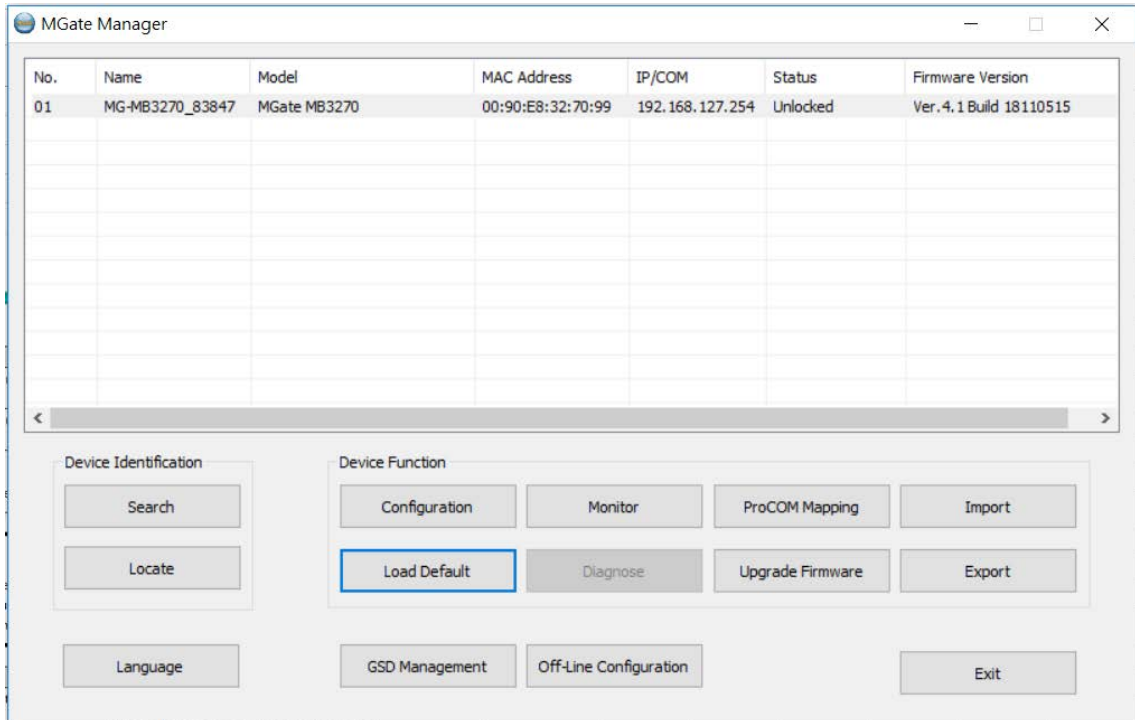 MGate Manager
No. Name Model MAC Address IP/COM Status Firmware Version
01 MG-MB3270_83847 MGate MB3270 00:90:E8:32:70:99 192.168.127.254 Unlocked Ver.4.1 Build 18110515
Device Identification Device Function
Search Configuration Monitor ProCOM Mapping Import
Locate Load Default Diagnose Upgrade Firmware Export
Language GSD Management Off-Line Configuration Exit